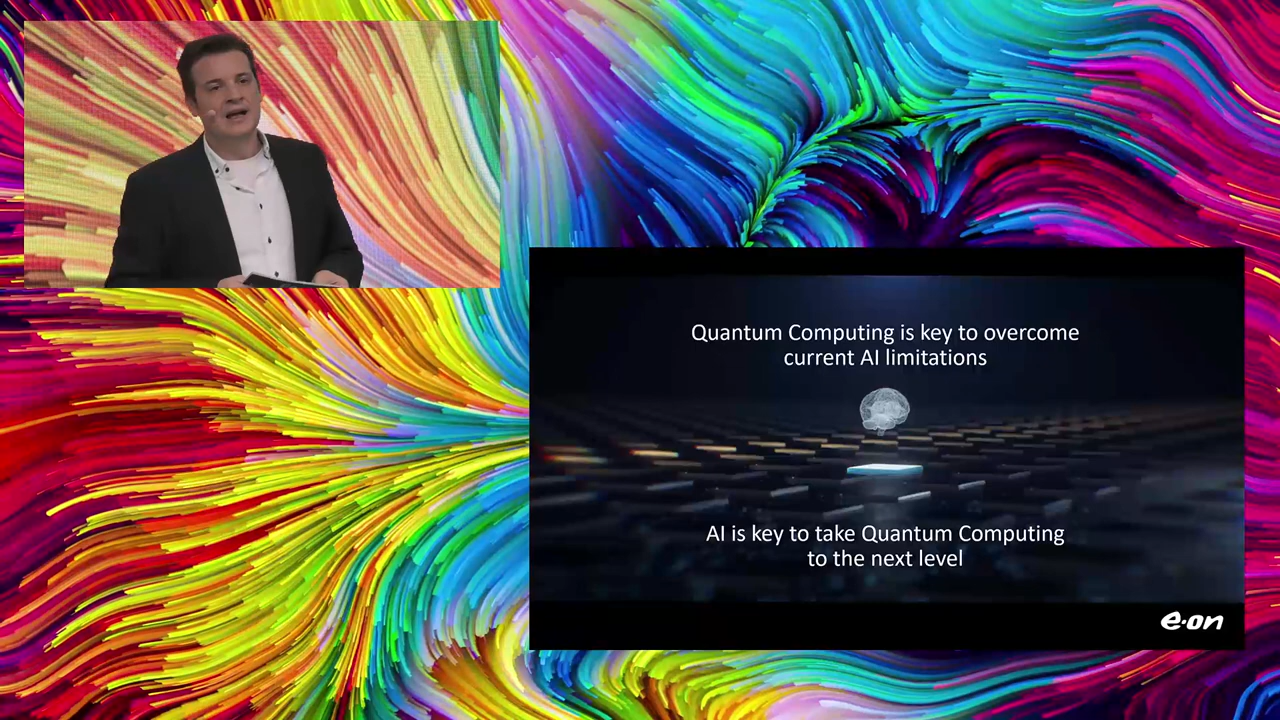 Quantum Computing is key to overcome
current AI limitations
AI is key to take Quantum Computing
to the next level
e·on